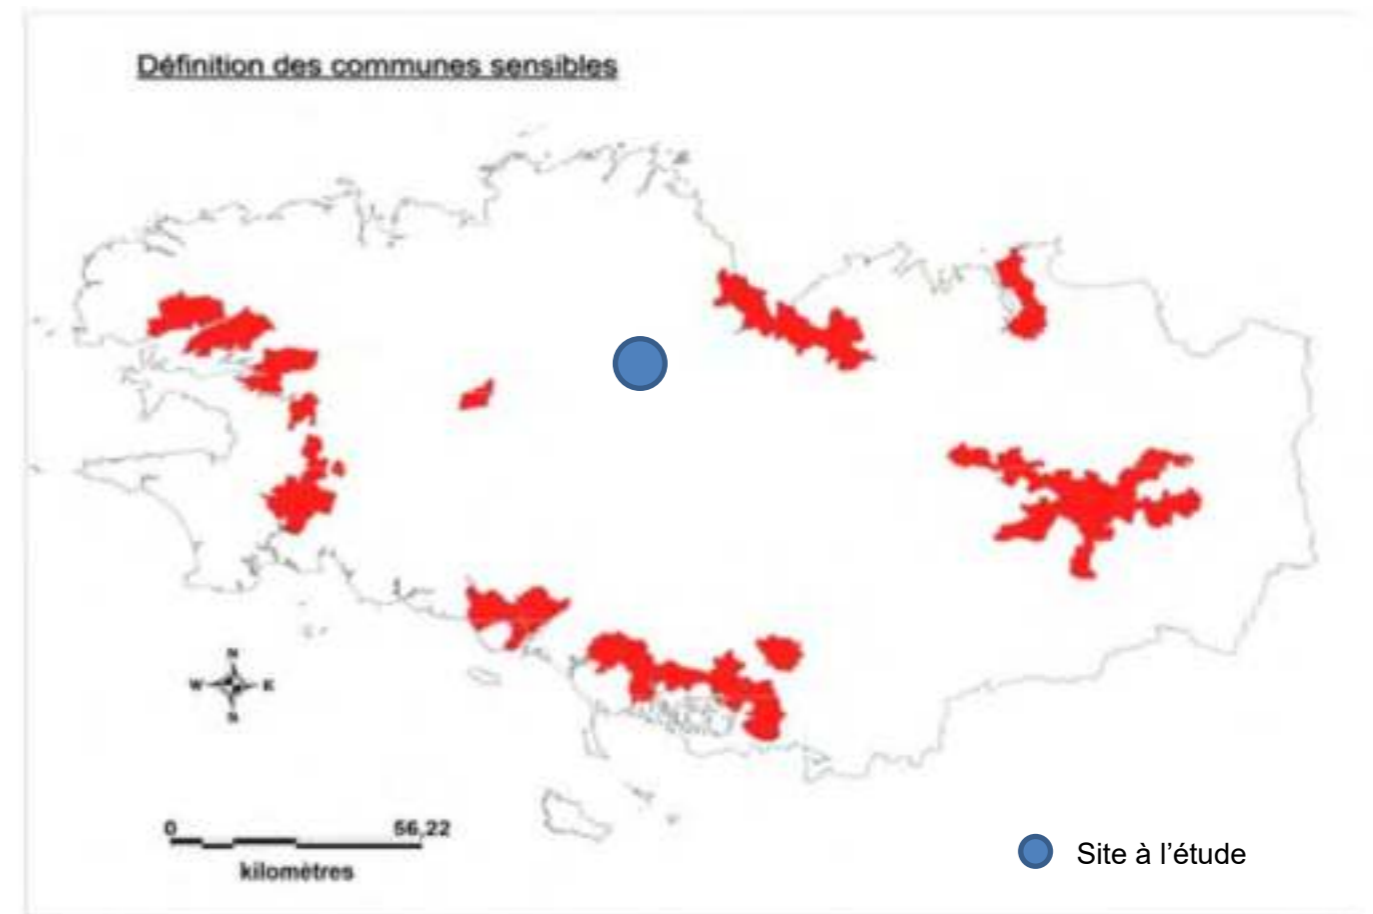 Définition des communes sensibles
N
W E
S
0 56,22
kilomètres
Site à l’étude